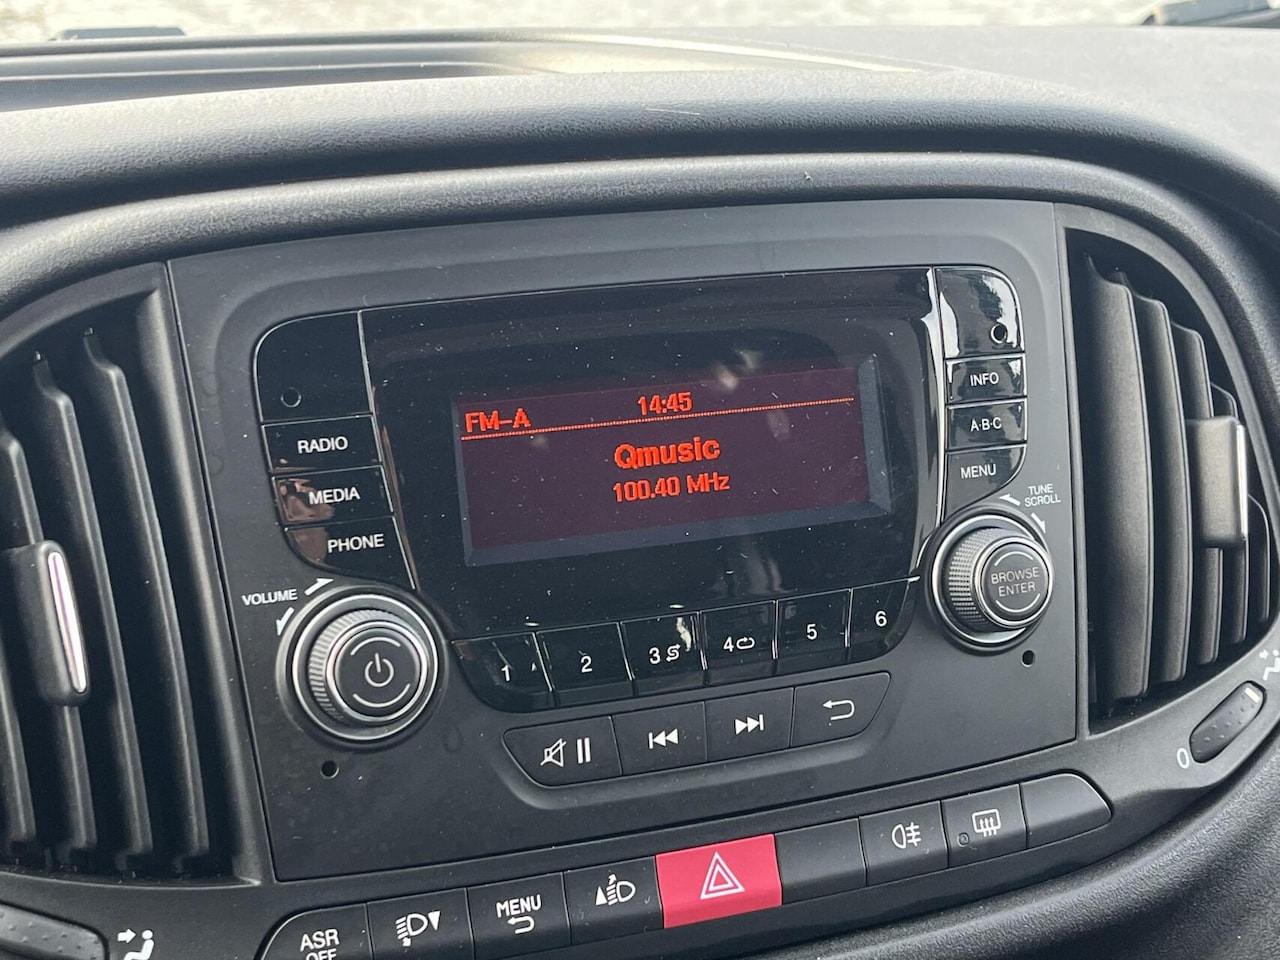 FM-A 14:45
Qmusic
100.40 MHz
RADIO
MEDIA
PHONE
INFO
A·B·C
MENU
TUNE
SCROLL
VOLUME
BROWSE
ENTER
1 2 3 4 5 6
0
ASR
OFF
MENU